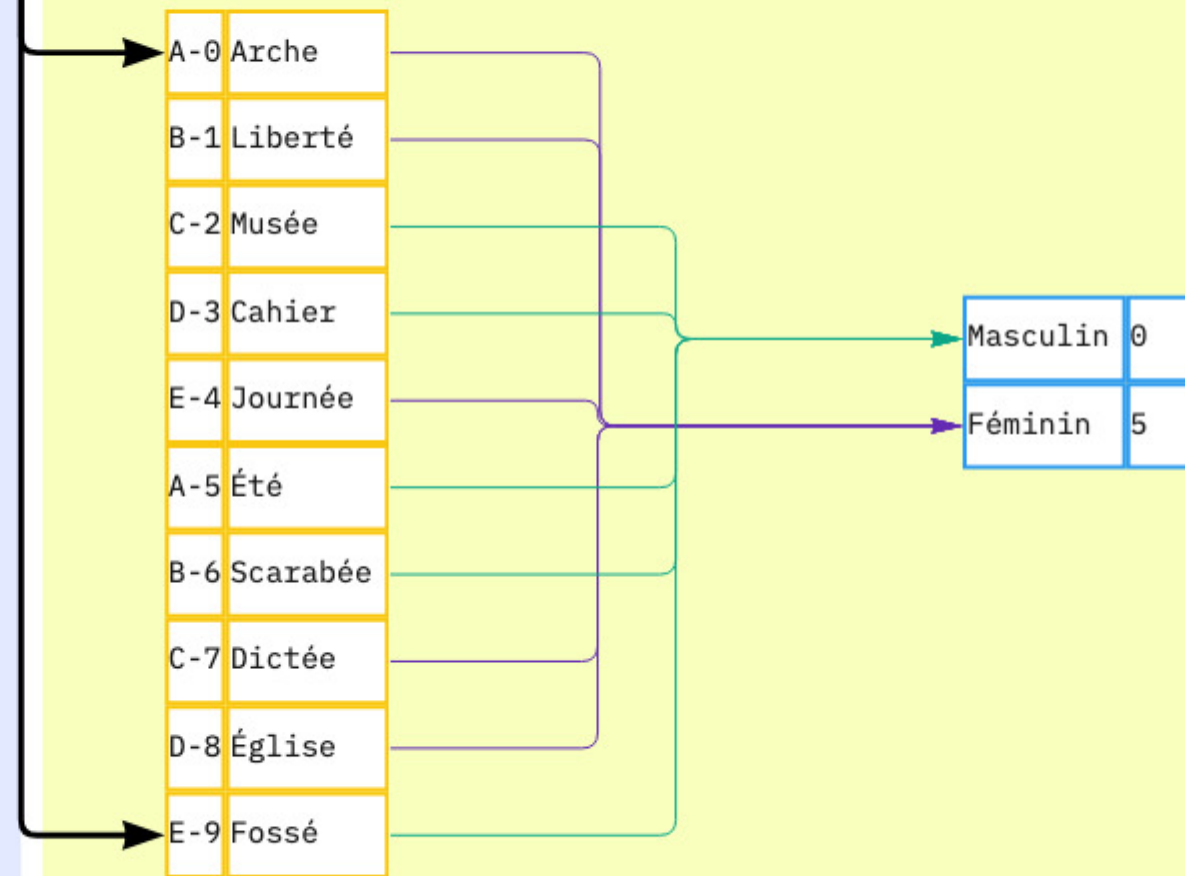 A-0 Arche
B-1 Liberté
C-2 Musée
D-3 Cahier
Masculin 0
E-4 Journée
Féminin 5
A-5 Été
B-6 Scarabée
C-7 Dictée
D-8 Église
E-9 Fossé